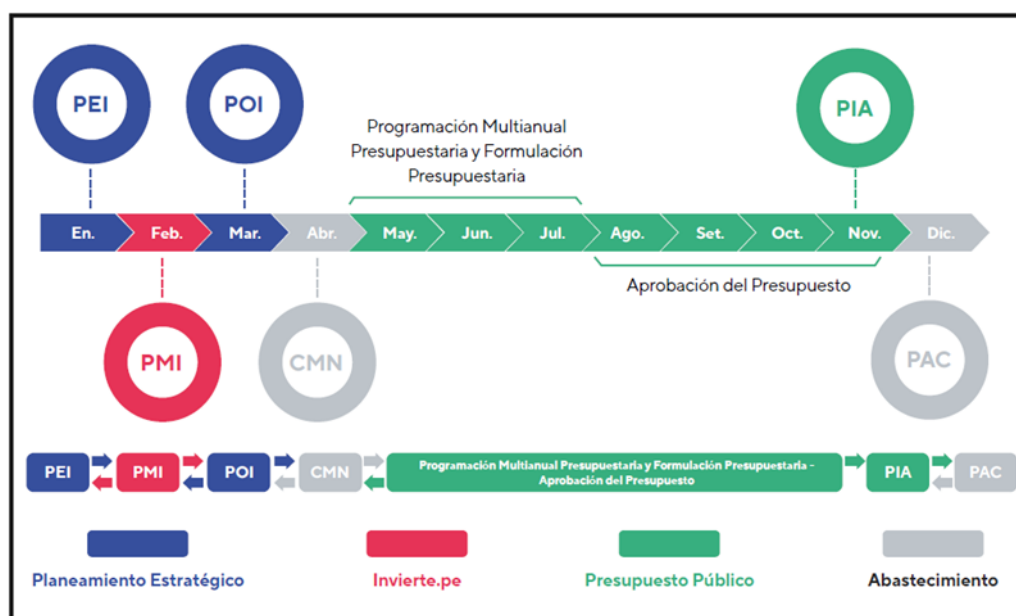 PEI
POI
PIA
Programación Multianual
Presupuestaria y Formulación
Presupuestaria
En.
Feb.
Mar.
Abr.
May.
Jun.
Jul.
Ago.
Set.
Oct.
Nov.
Dic.
Aprobación del Presupuesto
PMI
CMN
PAC
PEI
PMI
POI
CMN
Programación Multianual Presupuestaria y Formulación Presupuestaria -
Aprobación del Presupuesto
PIA
PAC
Planeamiento Estratégico
Invierte.pe
Presupuesto Público
Abastecimiento